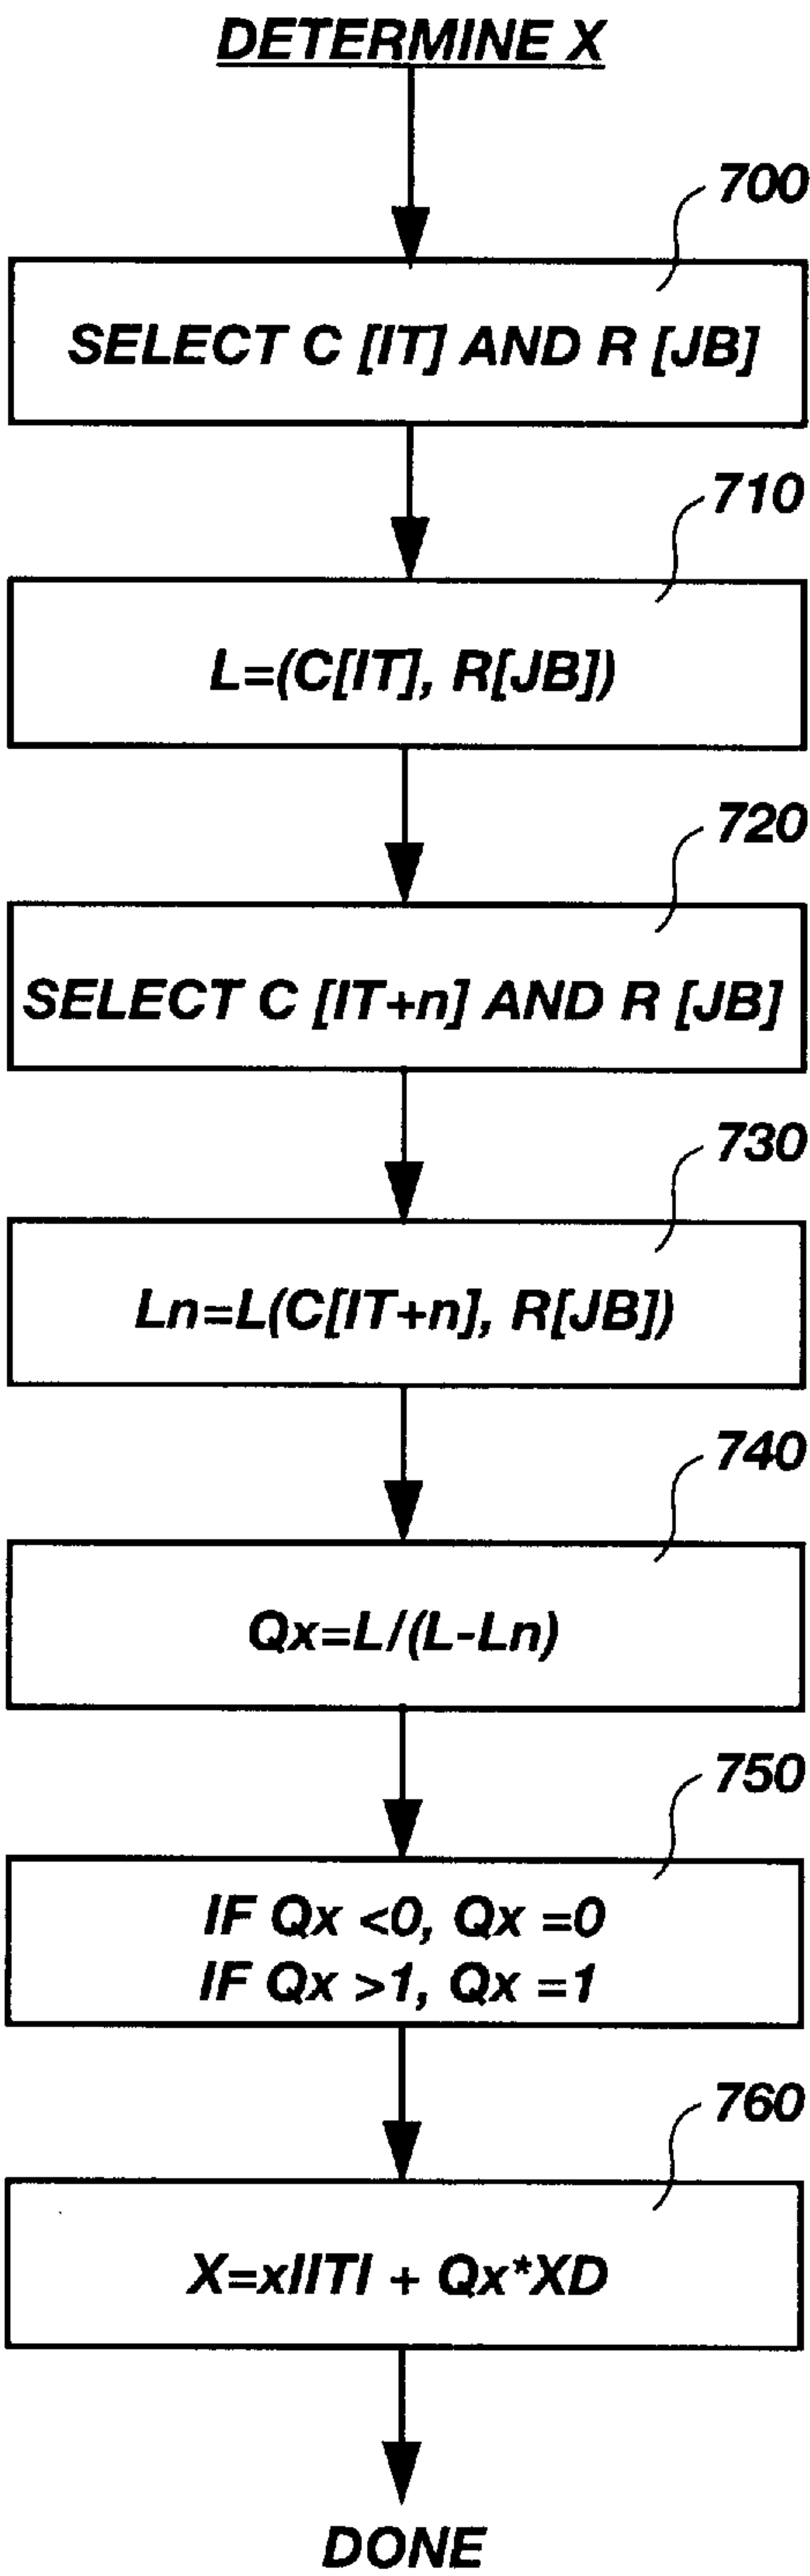 DETERMINE X
700
SELECT C [IT] AND R [JB]
710
L=(C[IT], R[JB])
720
SELECT C [IT+n] AND R [JB]
730
Ln=L(C[IT+n], R[JB])
740
Qx=L/(L-Ln)
750
IF Qx <0, Qx =0
IF Qx >1, Qx =1
760
X=xIITI + Qx*XD
DONE